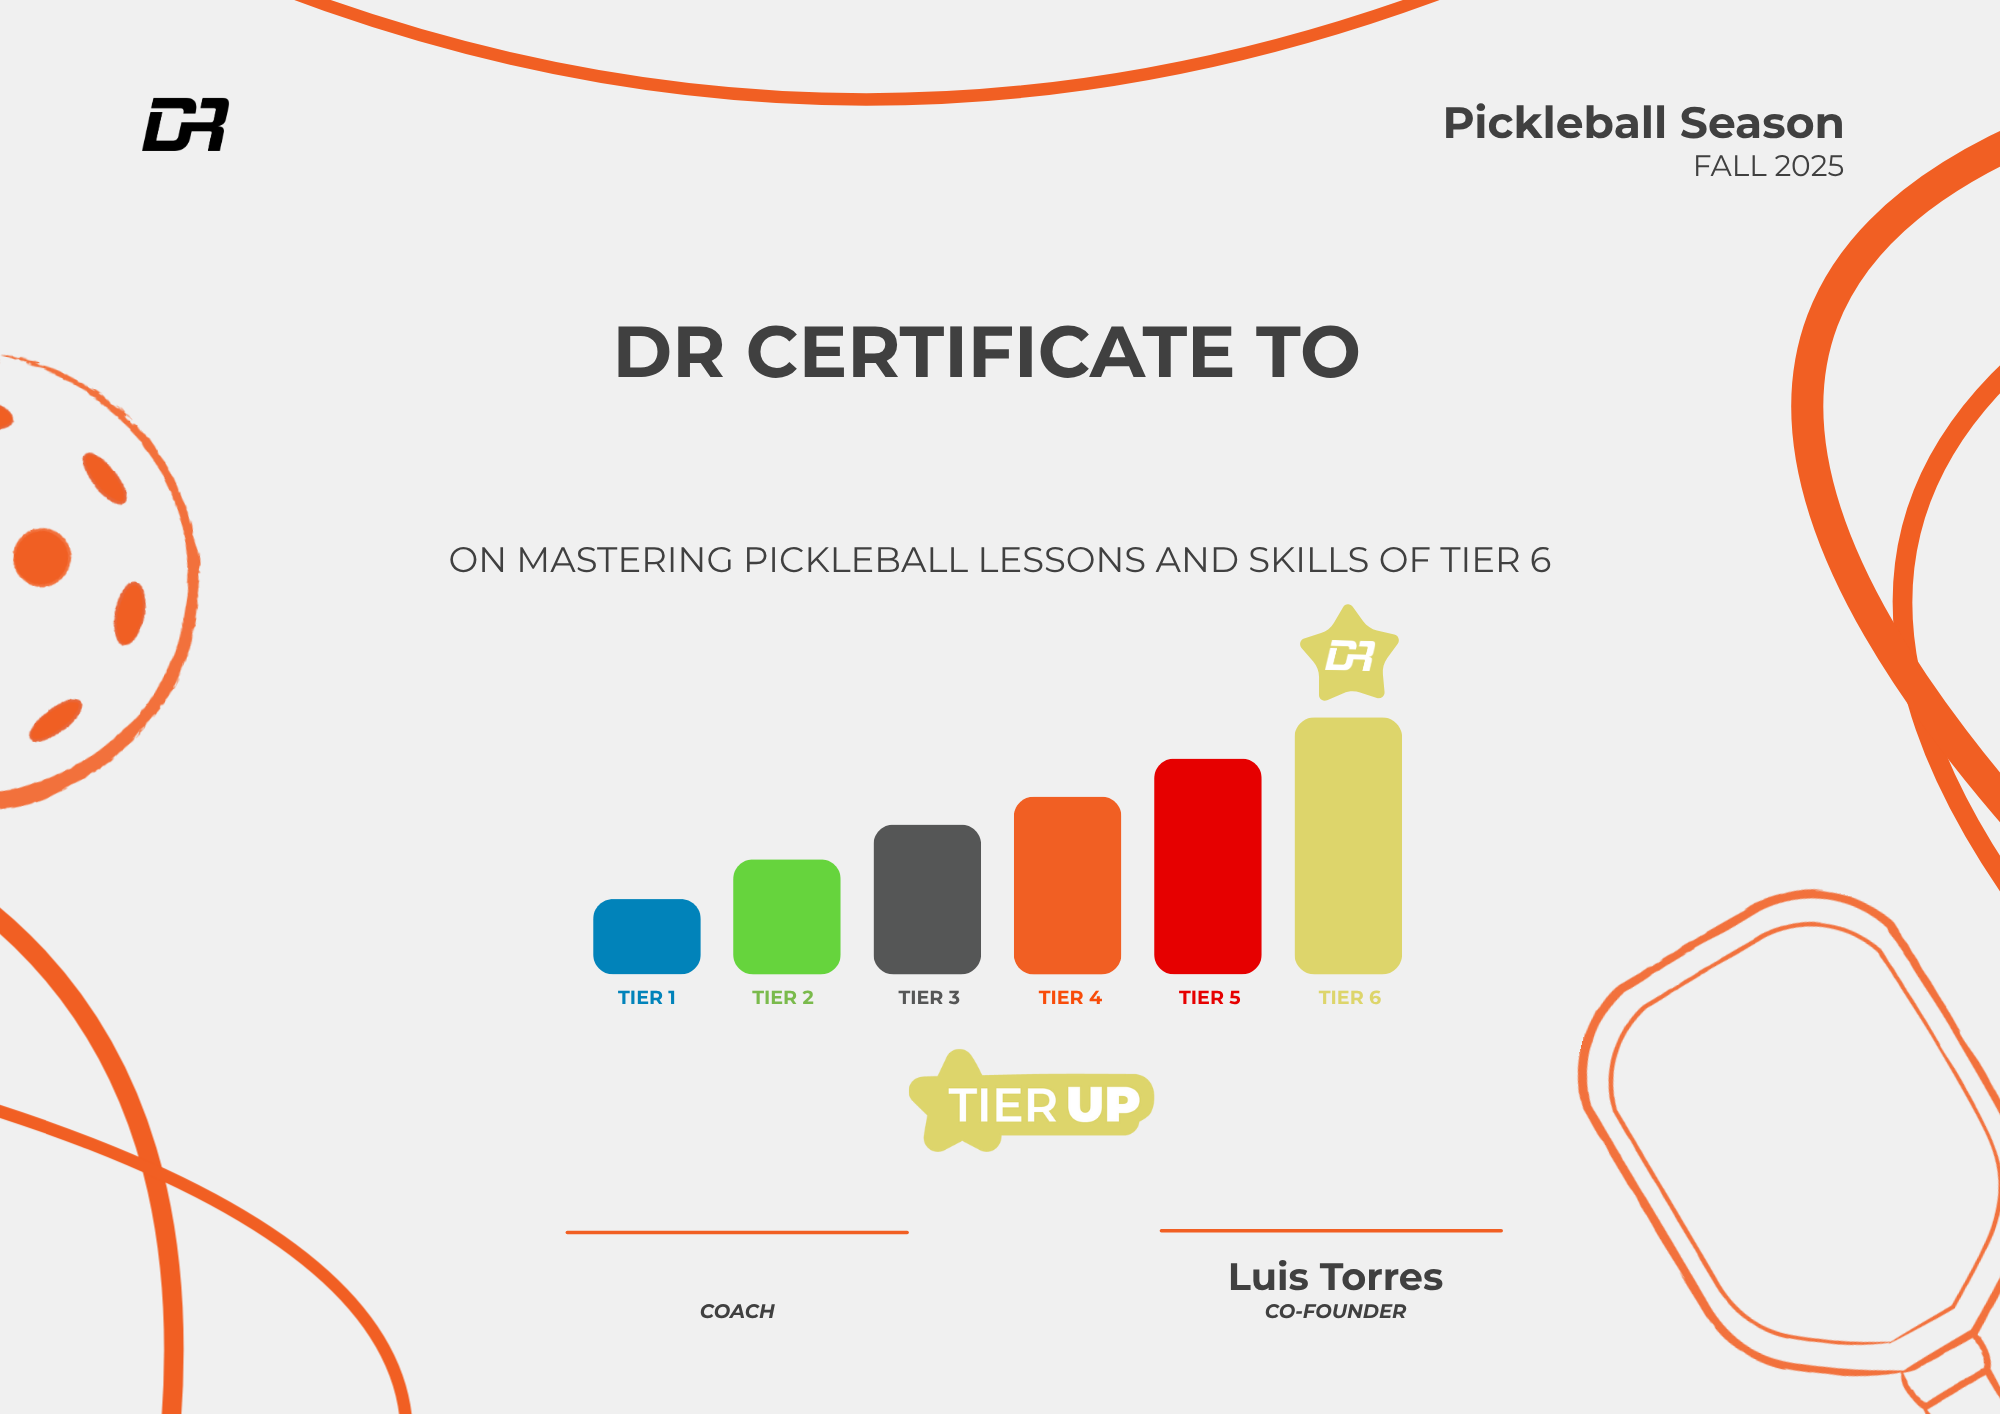 DR
Pickleball Season
FALL 2025
DR CERTIFICATE TO
ON MASTERING PICKLEBALL LESSONS AND SKILLS OF TIER 6
DR
TIER 1
TIER 2
TIER 3
TIER 4
TIER 5
TIER 6
TIER UP
COACH
Luis Torres
CO-FOUNDER